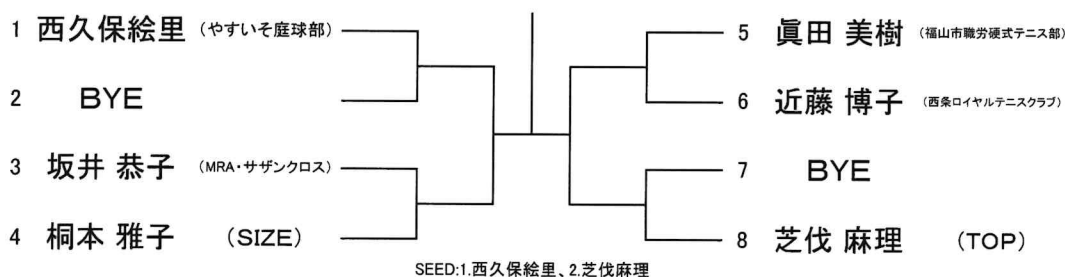 1 西久保絵里 (やすいそ庭球部)
2 BYE
3 坂井 恭子 (MRA・サザンクロス)
4 桐本 雅子 (SIZE)
5 眞田 美樹 (福山市職労硬式テニス部)
6 近藤 博子 (西条ロイヤルテニスクラブ)
7 BYE
8 芝伐 麻理 (TOP)
SEED:1.西久保絵里、2.芝伐麻理